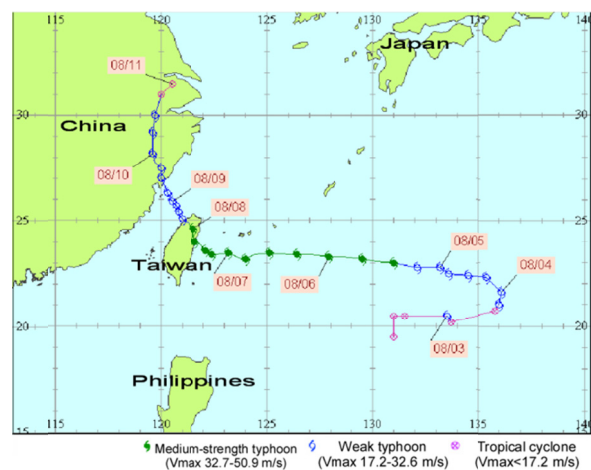 115 120 125 130 135 140
Japan
08/11
30 30
China
08/10
08/09
08/08
25 25
08/05
Taiwan
08/07
08/06
08/04
20 20
08/03
Philippines
15 115 120 125 130 135 140 15
Medium-strength typhoon Weak typhoon Tropical cyclone
(Vmax 32.7-50.9 m/s) (Vmax 17.2-32.6 m/s) (Vmax<17.2 m/s)